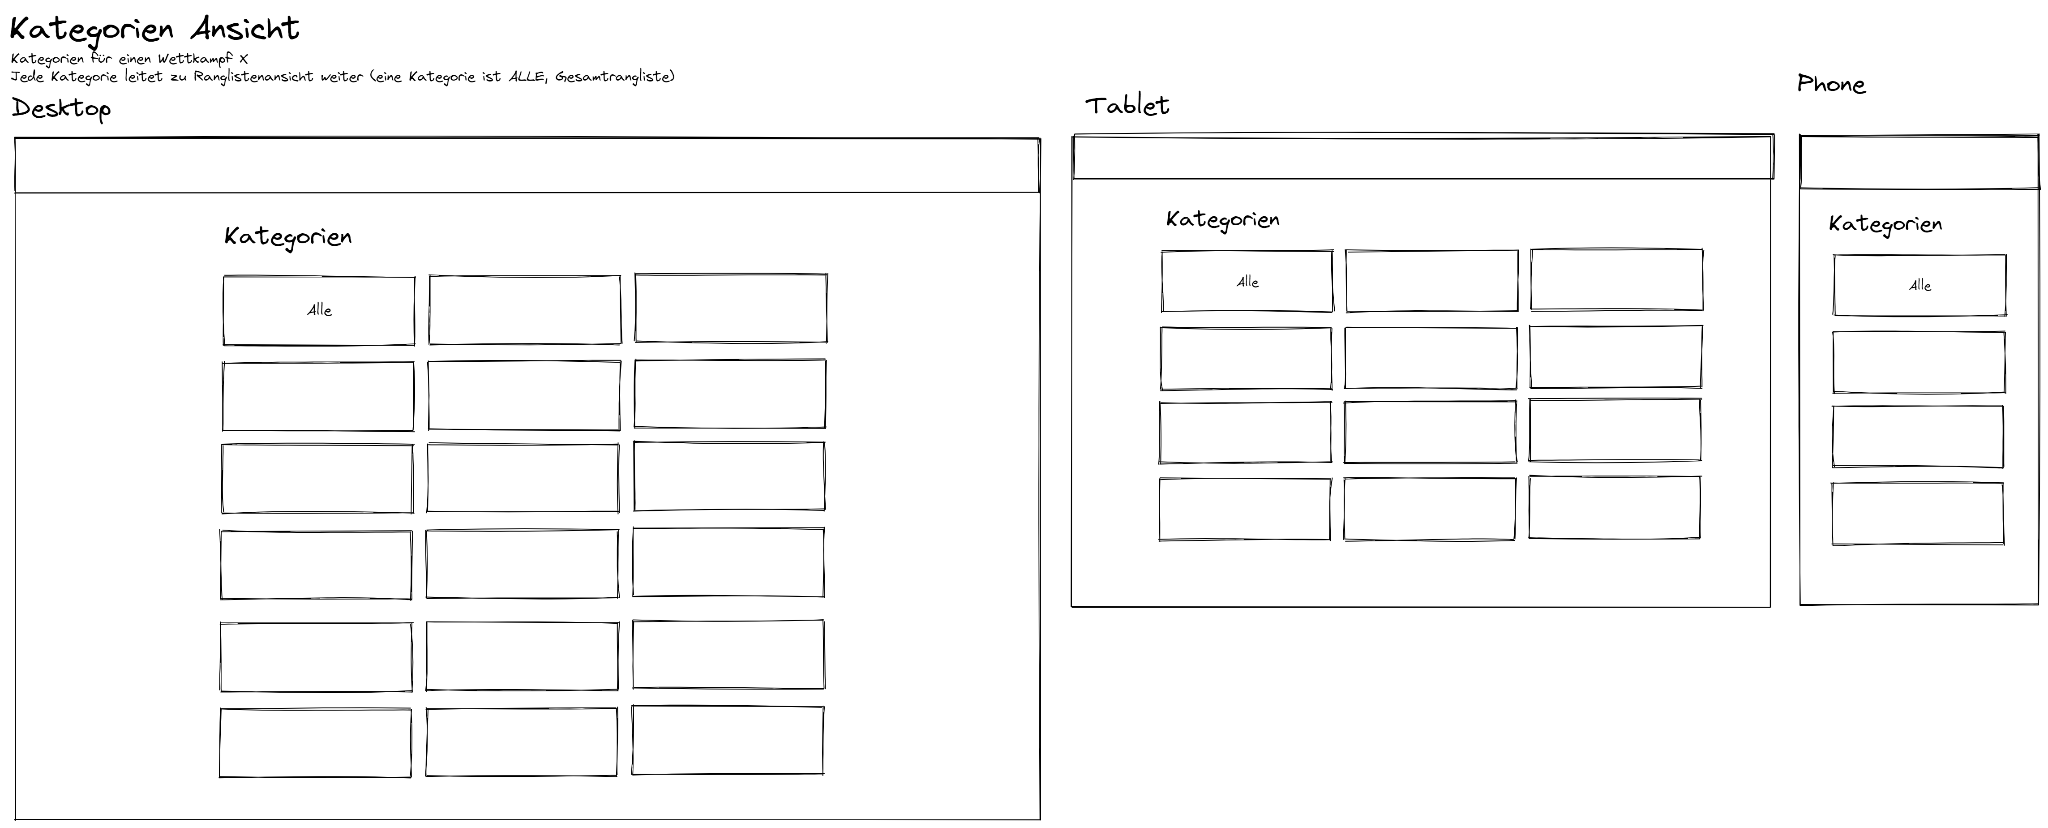 Kategorien Ansicht
Kategorien für einen Wettkampf X
Jede Kategorie leitet zu Ranglistenansicht weiter (eine Kategorie ist ALLE, Gesamtrangliste)
Desktop
Kategorien
Alle
Tablet
Kategorien
Alle
Phone
Kategorien
Alle